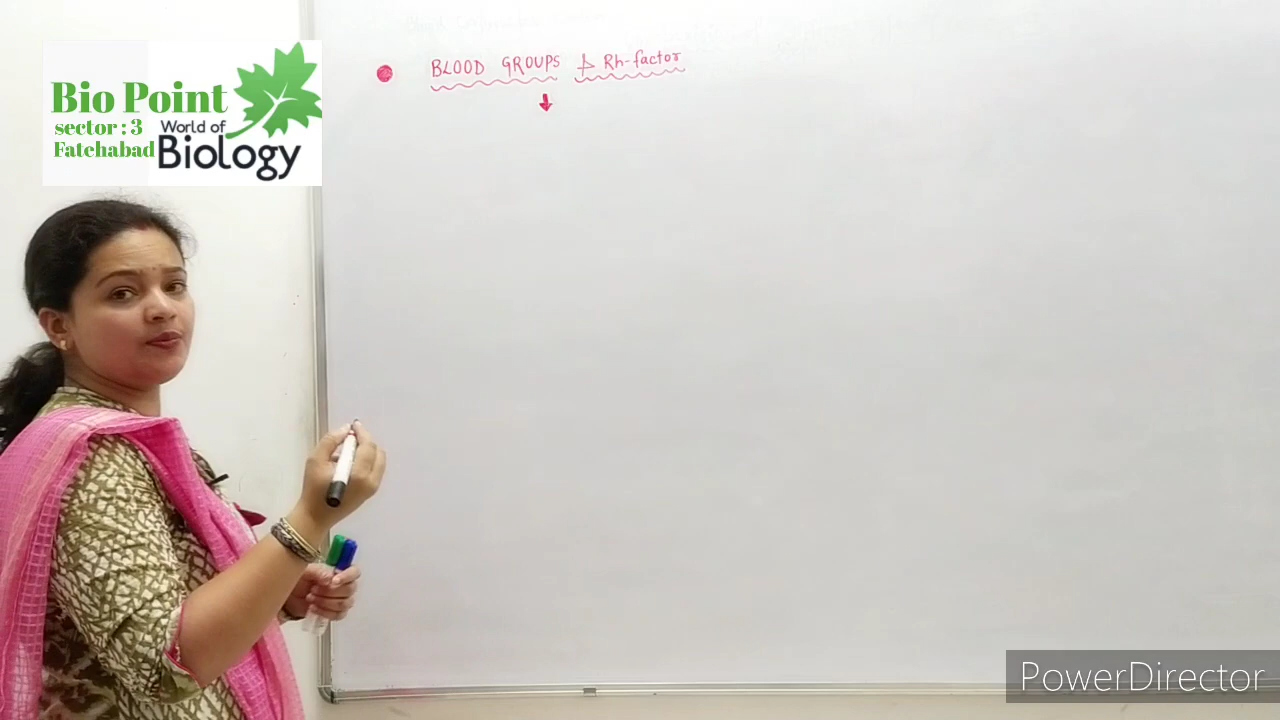 BLOOD GROUPS & Rh-factor
Bio Point
sector : 3
Fatehabad
World of
Biology
PowerDirector